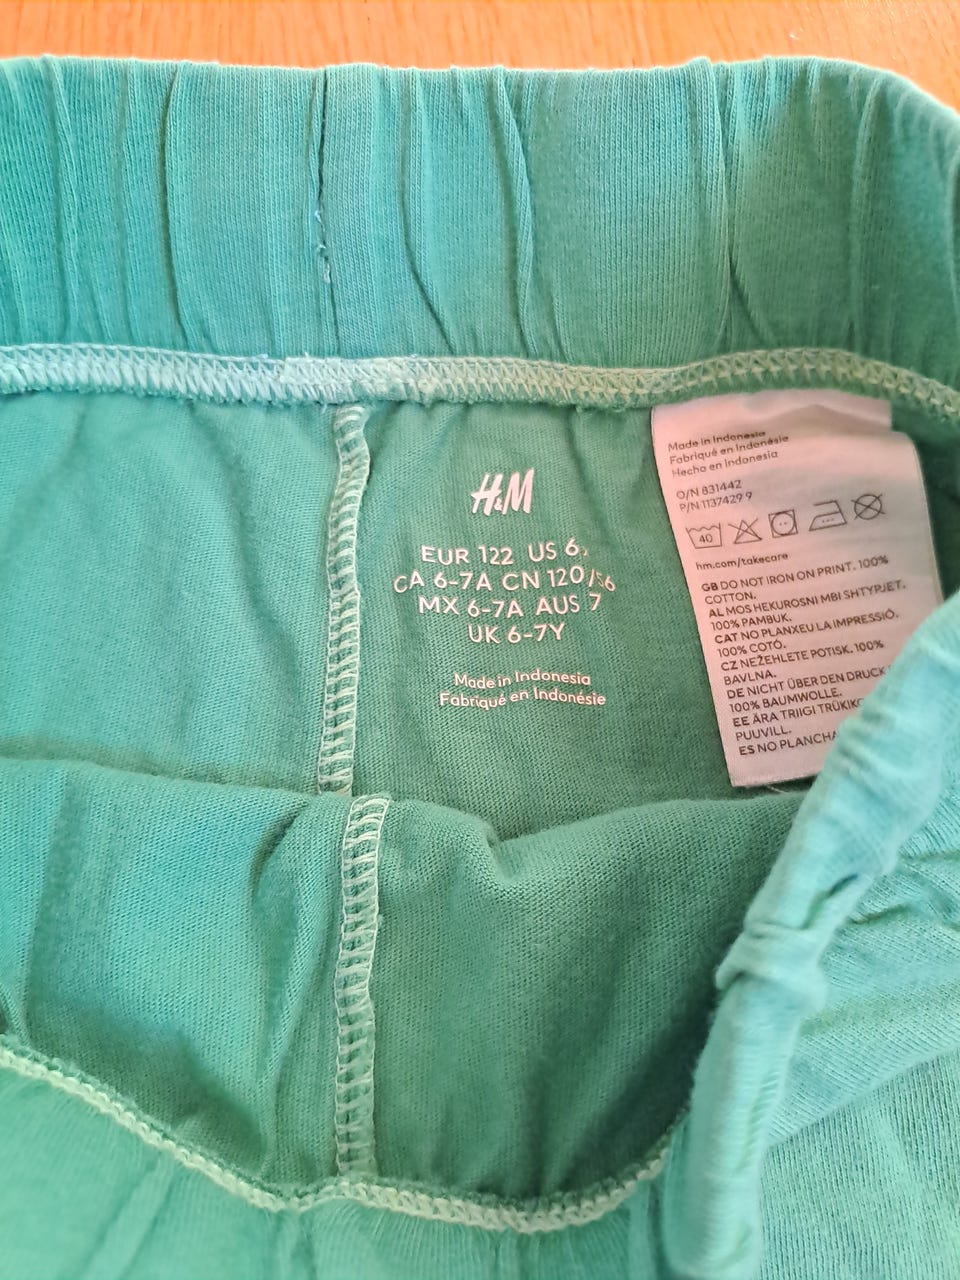 H&M
EUR 122 US 6
CA 6-7A CN 120/56
MX 6-7A AUS 7
UK 6-7Y
Made in Indonesia
Fabriqué en Indonésie
Made in Indonesia
Fabriqué en Indonésie
Hecho en Indonesia
O/N 831442
P/N 1137429 9
40
hm.com/takecare
GB DO NOT IRON ON PRINT. 100%
COTTON.
AL MOS HEKUROSNI MBI SHTYPJET.
100% PAMBUK.
CAT NO PLANXEU LA IMPRESSIÓ.
100% COTÓ.
CZ NEŽEHLETE POTISK. 100%
BAVLNA.
DE NICHT ÜBER DEN DRUCK
100% BAUMWOLLE.
EE ÄRA TRIIGI
PUUVILL.
ES NO